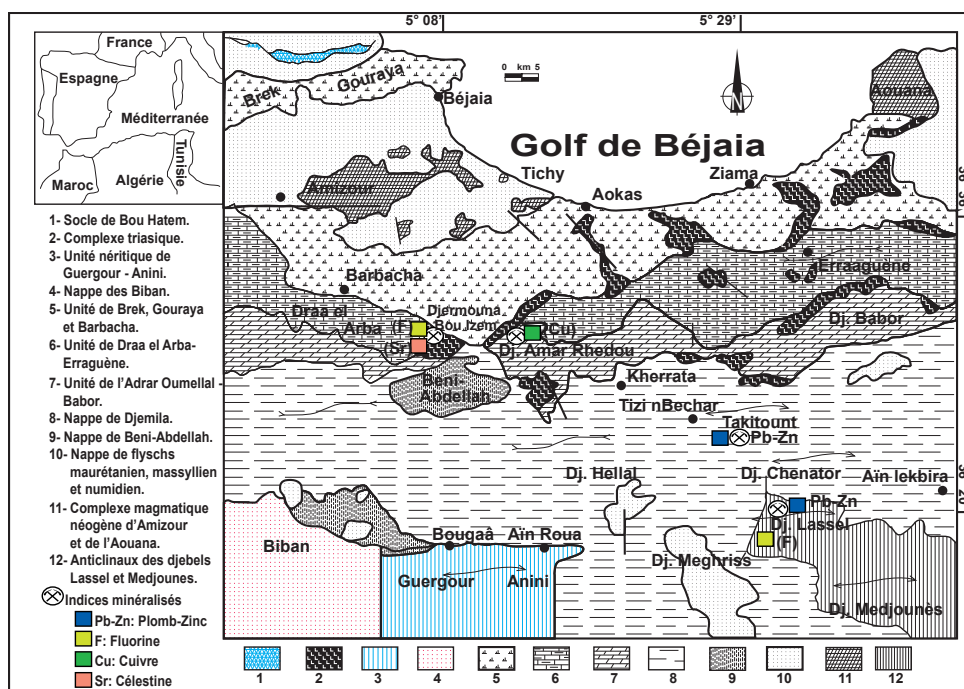 5° 08'
5° 29'
France
Espagne
Méditerranée
Tunisie
Maroc
Algérie
0 km 5
N
Brek
Gouraya
Béjaia
Aouana
Golf de Béjaia
Amizour
Tichy
Ziama
Aokas
36° 36'
Barbacha
Erraaguène
Draa el
Arba (F)
(Sr)
Djermouna
Bou Izem
(Cu)
Dj. Amar Rhedou
Dj. Babor
Beni-
Abdellah
Kherrata
Tizi nBechar
Takitount
Pb-Zn
Dj. Hellal
Dj. Chenator
Aïn lekbira
36° 20'
Pb-Zn
Dj. Lassel
(F)
Biban
Bougaâ
Aïn Roua
Guergour
Anini
Dj. Meghriss
Dj. Medjounès
1- Socle de Bou Hatem.
2- Complexe triasique.
3- Unité néritique de
Guergour - Anini.
4- Nappe des Biban.
5- Unité de Brek, Gouraya
et Barbacha.
6- Unité de Draa el Arba-
Erraguène.
7- Unité de l'Adrar Oumellal -
Babor.
8- Nappe de Djemila.
9- Nappe de Beni-Abdellah.
10- Nappe de flyschs
maurétanien, massyllien
et numidien.
11- Complexe magmatique
néogène d'Amizour
et de l'Aouana.
12- Anticlinaux des djebels
Lassel et Medjounes.
Indices minéralisés
Pb-Zn: Plomb-Zinc
F: Fluorine
Cu: Cuivre
Sr: Célestine
1 2 3 4 5 6 7 8 9 10 11 12